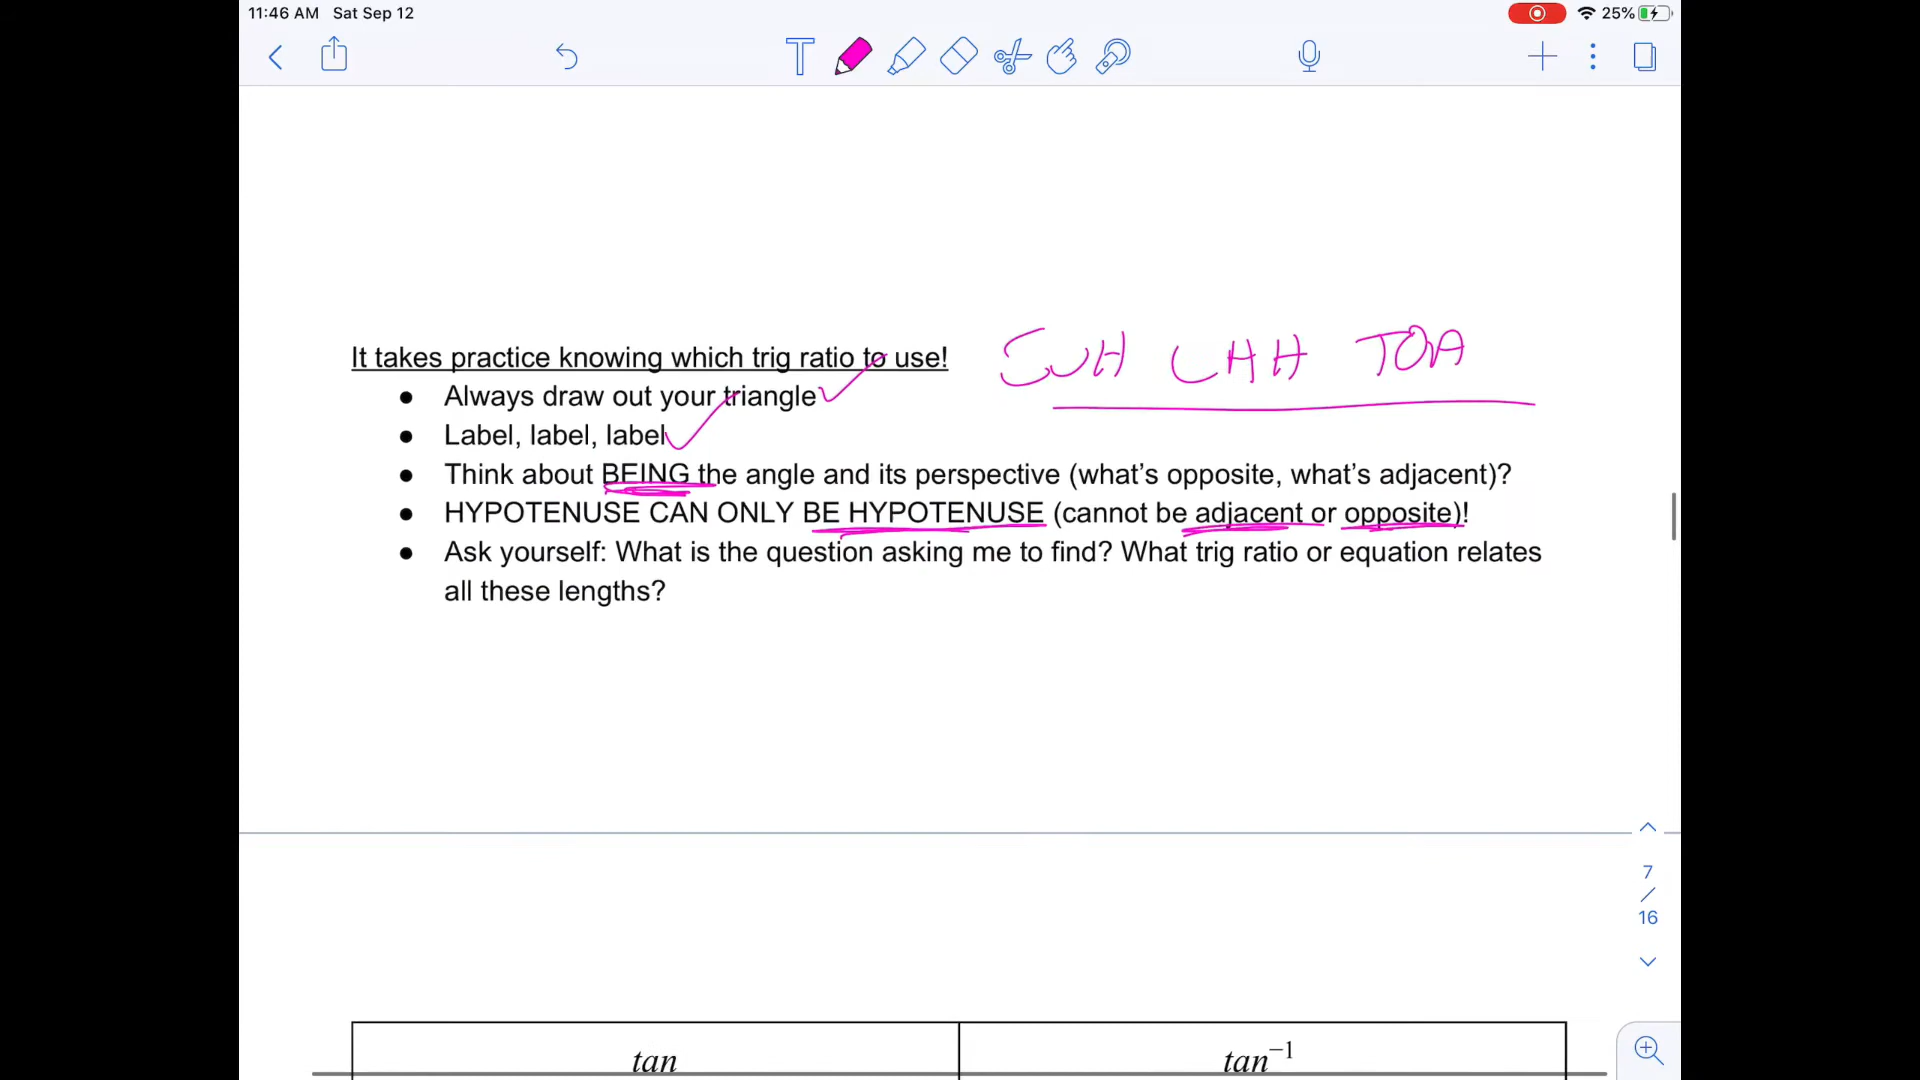 11:46 AM Sat Sep 12
25%
T
It takes practice knowing which trig ratio to use!
SOH CAH TOA
● Always draw out your triangle
● Label, label, label
● Think about BEING the angle and its perspective (what's opposite, what's adjacent)?
● HYPOTENUSE CAN ONLY BE HYPOTENUSE (cannot be adjacent or opposite)!
● Ask yourself: What is the question asking me to find? What trig ratio or equation relates
all these lengths?
7
/
16
tan tan⁻¹